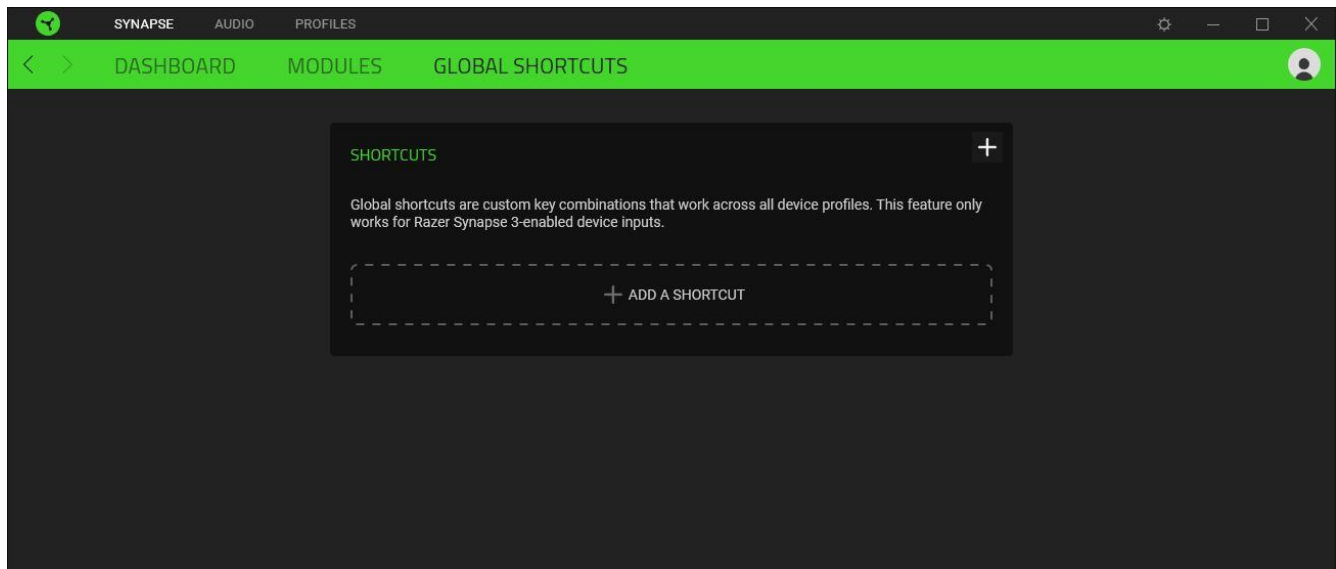 SYNAPSE AUDIO PROFILES
DASHBOARD MODULES GLOBAL SHORTCUTS
SHORTCUTS
Global shortcuts are custom key combinations that work across all device profiles. This feature only
works for Razer Synapse 3-enabled device inputs.
ADD A SHORTCUT